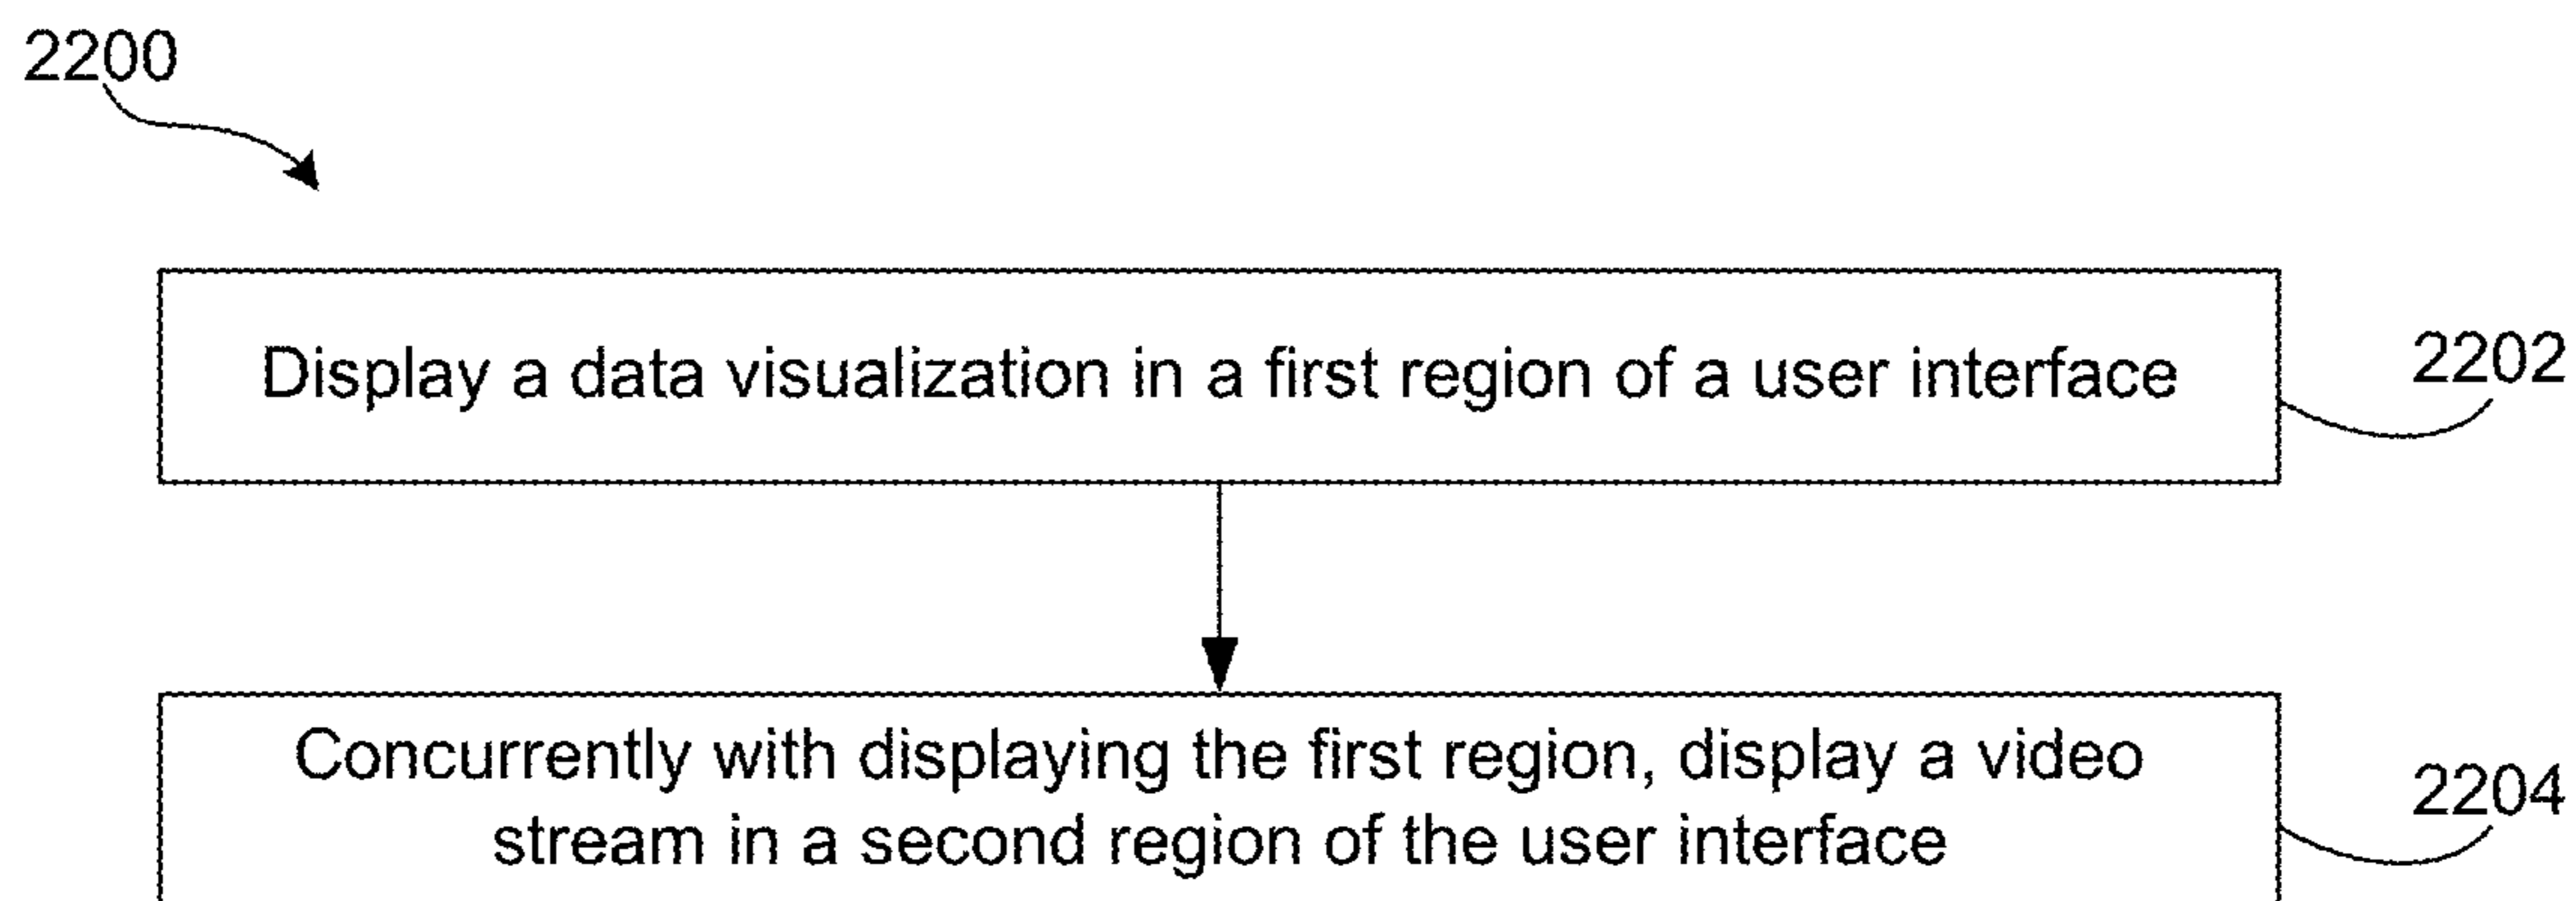 2200
Display a data visualization in a first region of a user interface
2202
Concurrently with displaying the first region, display a video
stream in a second region of the user interface
2204